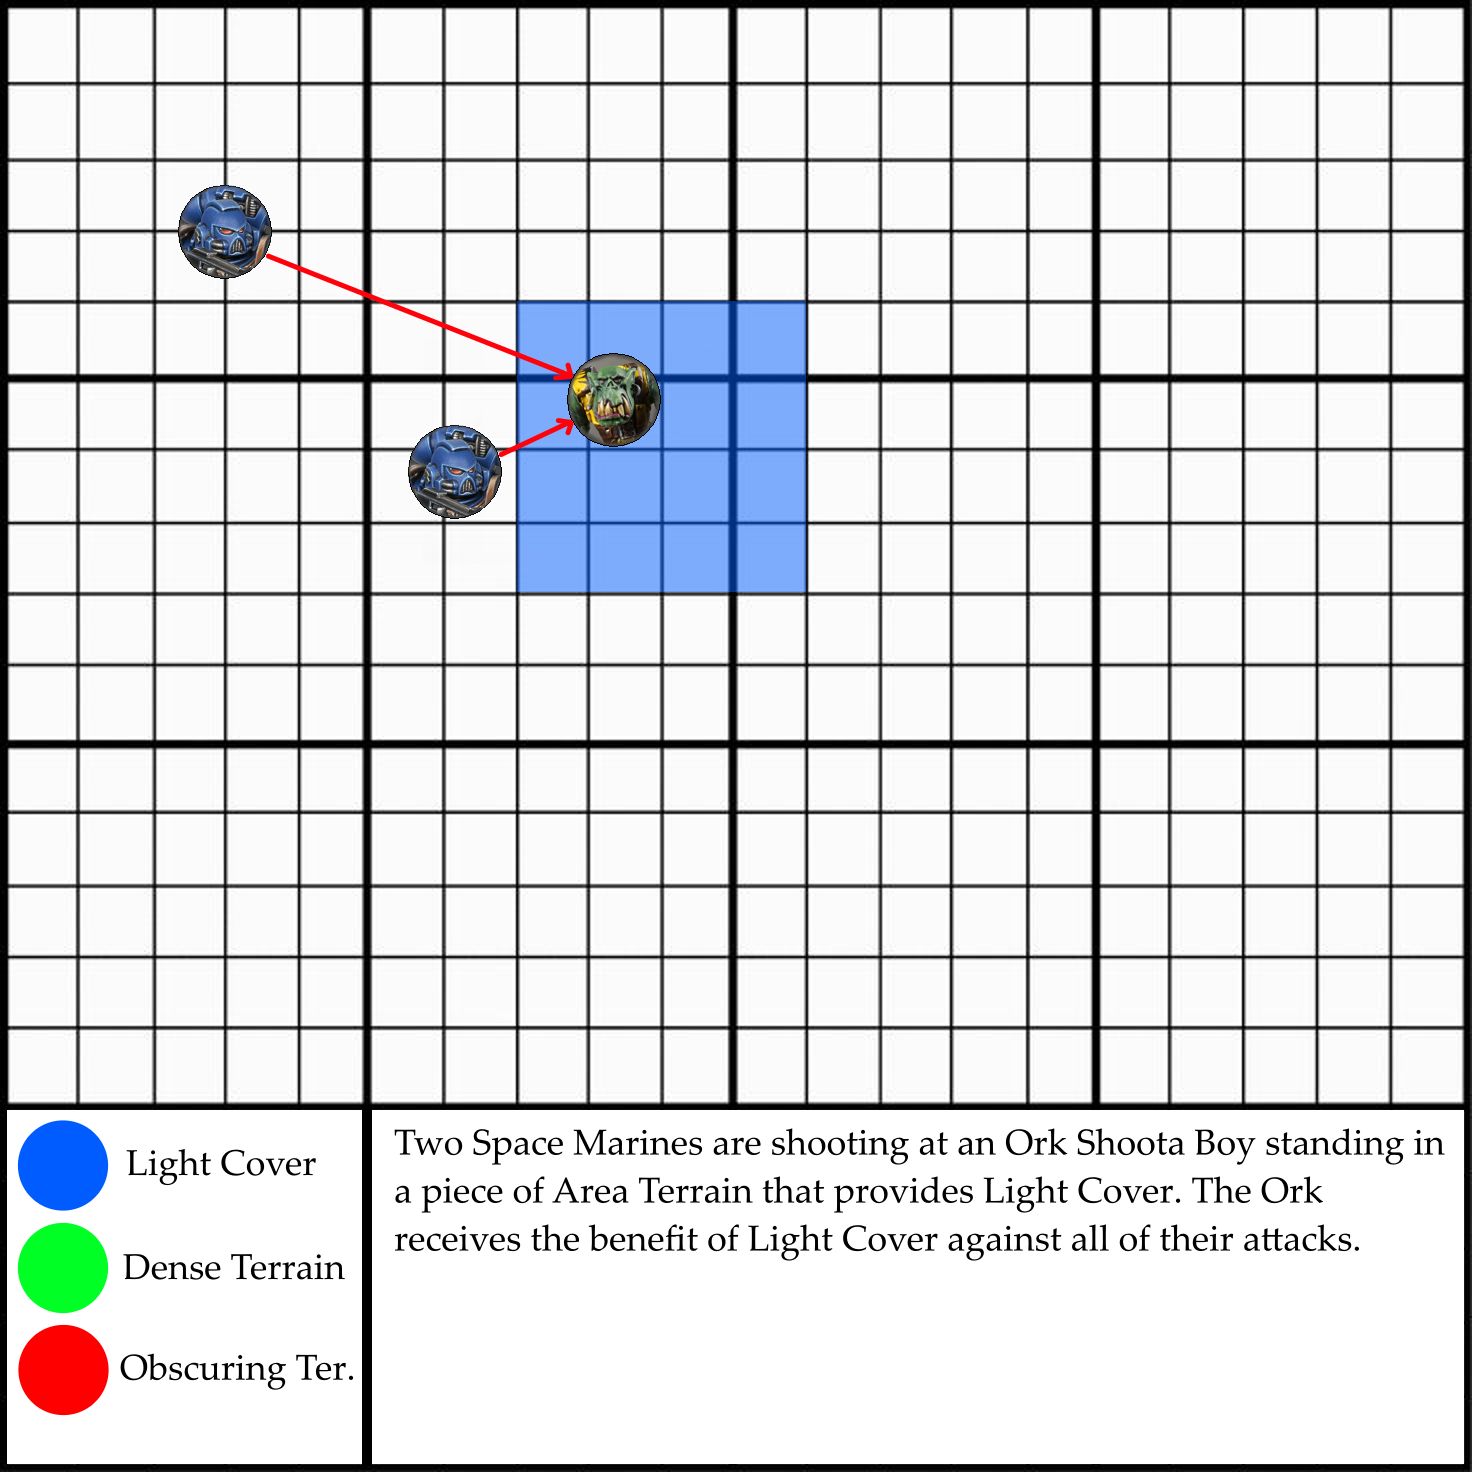 Light Cover
Dense Terrain
Obscuring Ter.
Two Space Marines are shooting at an Ork Shoota Boy standing in
a piece of Area Terrain that provides Light Cover. The Ork
receives the benefit of Light Cover against all of their attacks.